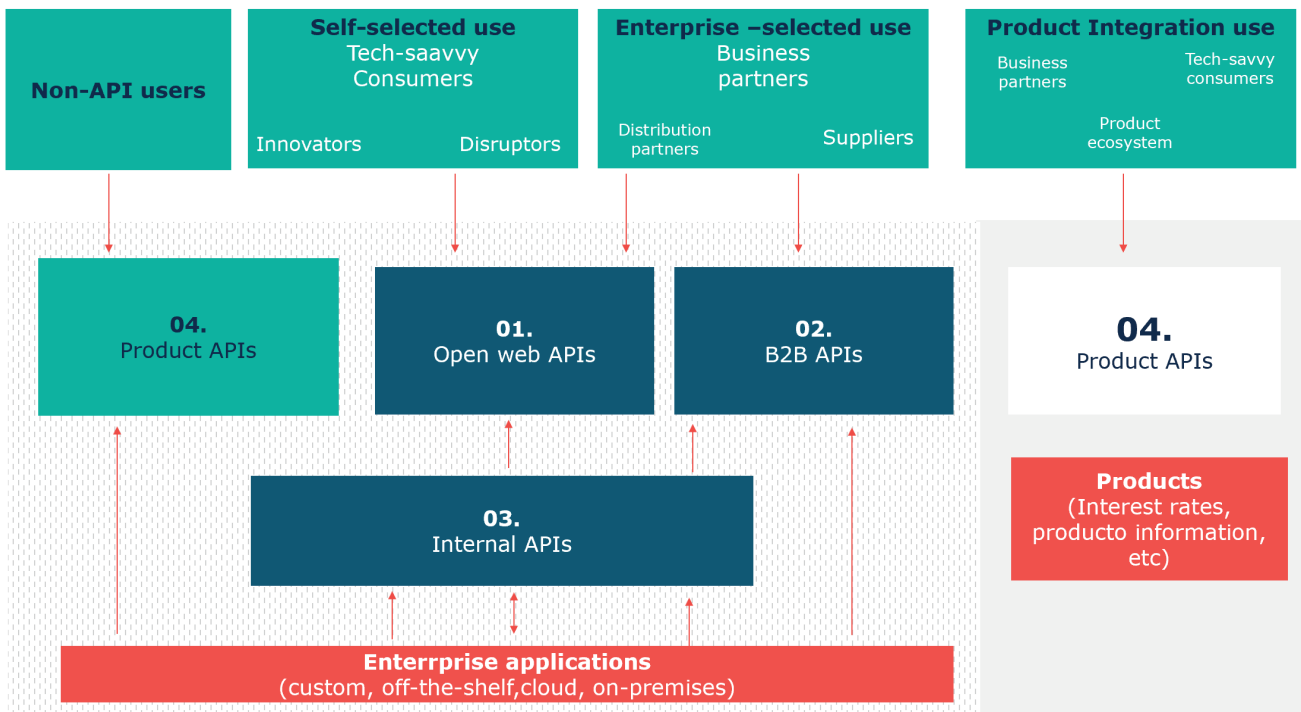 Non-API users
Self-selected use
Tech-saavvy
Consumers
Innovators
Disruptors
Enterprise –selected use
Business
partners
Distribution
partners
Suppliers
Product Integration use
Business
partners
Tech-savvy
consumers
Product
ecosystem
04.
Product APIs
01.
Open web APIs
02.
B2B APIs
04.
Product APIs
03.
Internal APIs
Products
(Interest rates,
producto information,
etc)
Enterrprise applications
(custom, off-the-shelf,cloud, on-premises)